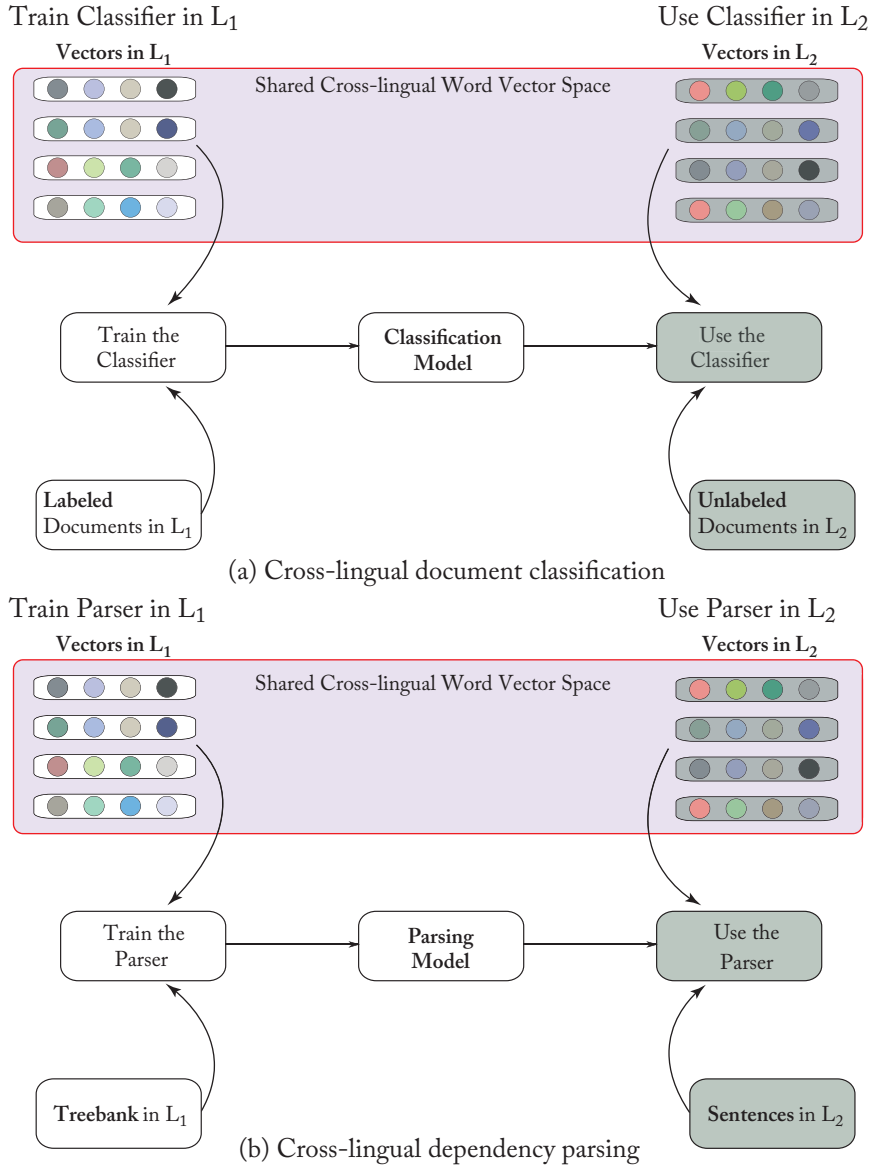 Train Classifier in L₁
Use Classifier in L₂
Vectors in L₁
Vectors in L₂
Shared Cross-lingual Word Vector Space
Train the
Classifier
Classification
Model
Use the
Classifier
Labeled
Documents in L₁
Unlabeled
Documents in L₂
(a) Cross-lingual document classification
Train Parser in L₁
Use Parser in L₂
Vectors in L₁
Vectors in L₂
Shared Cross-lingual Word Vector Space
Train the
Parser
Parsing
Model
Use the
Parser
Treebank in L₁
Sentences in L₂
(b) Cross-lingual dependency parsing